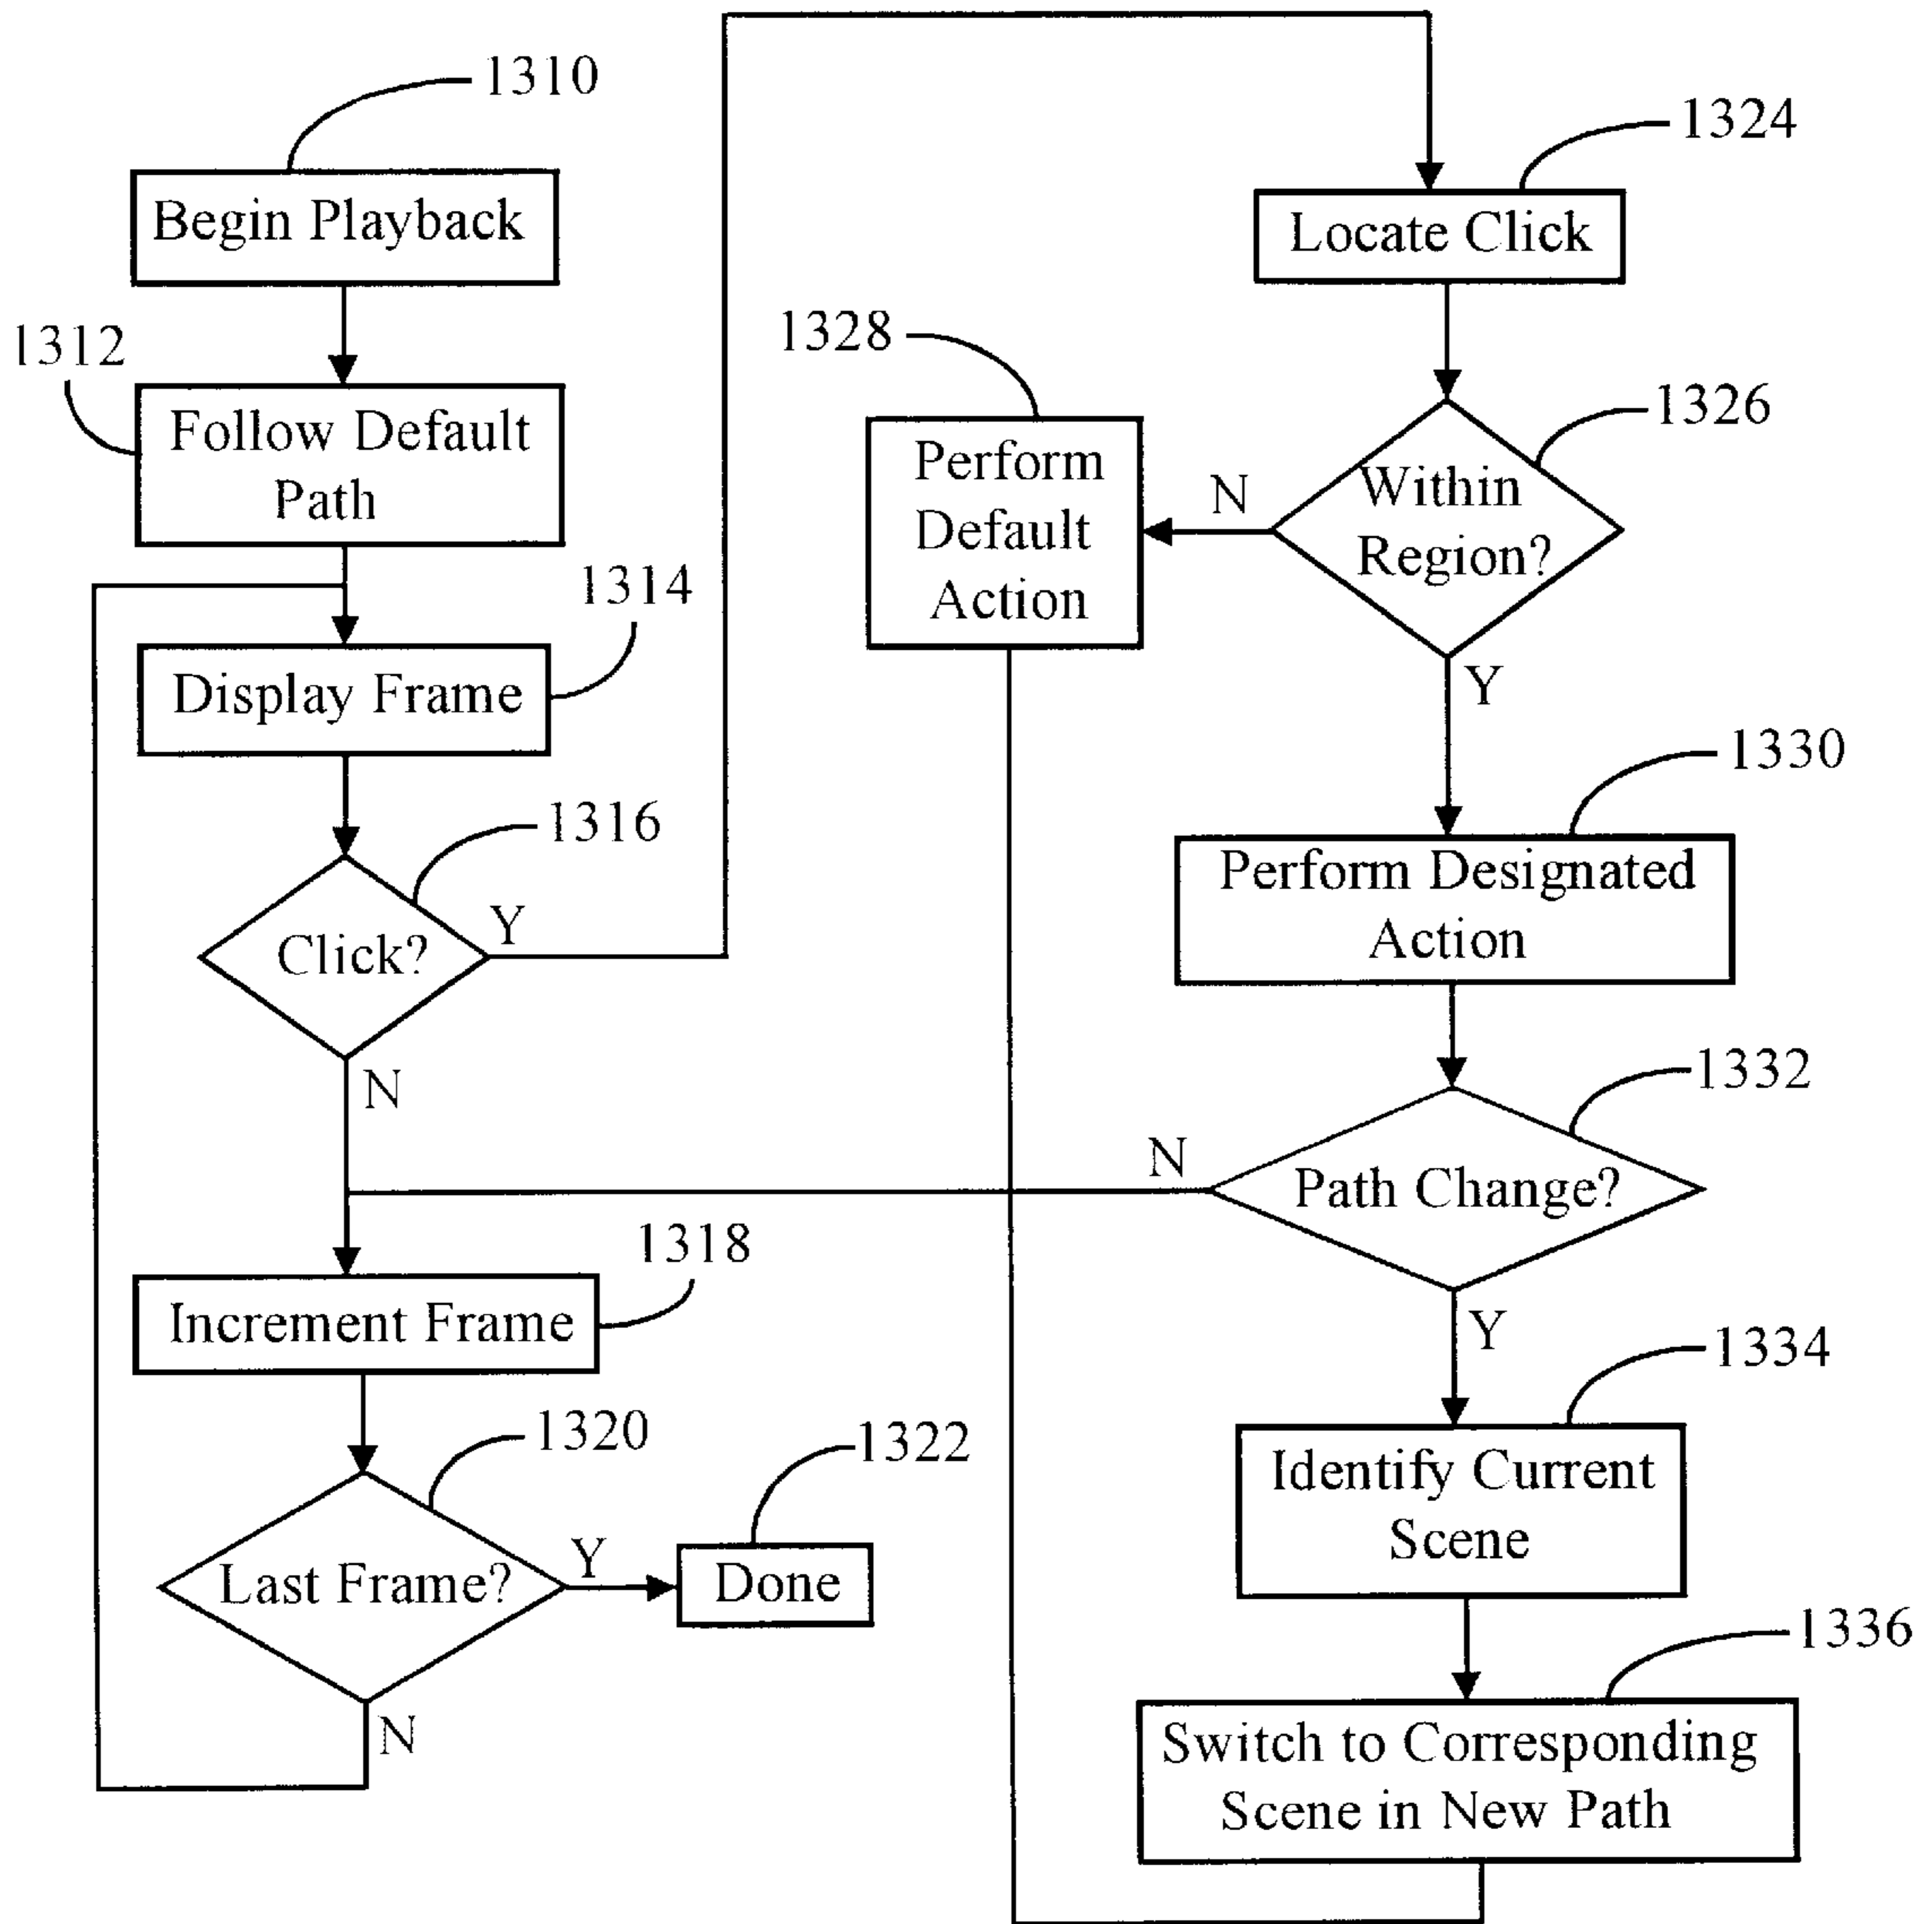 1310
Begin Playback
1312
Follow Default
Path
1314
Display Frame
1316
Click?
Y
N
1318
Increment Frame
1320
Last Frame?
Y
N
1322
Done
1324
Locate Click
1326
Within
Region?
N
Y
1328
Perform
Default
Action
1330
Perform Designated
Action
1332
Path Change?
N
Y
1334
Identify Current
Scene
1336
Switch to Corresponding
Scene in New Path